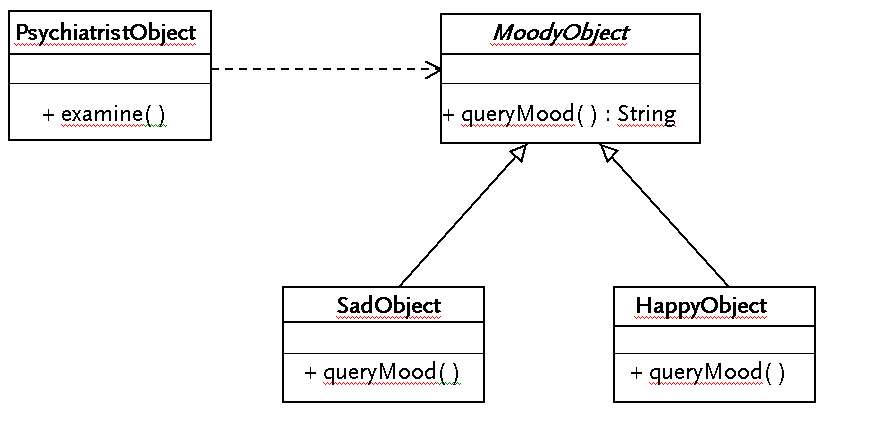 PsychiatristObject
+ examine( )
MoodyObject
+ queryMood( ) : String
SadObject
+ queryMood( )
HappyObject
+ queryMood( )